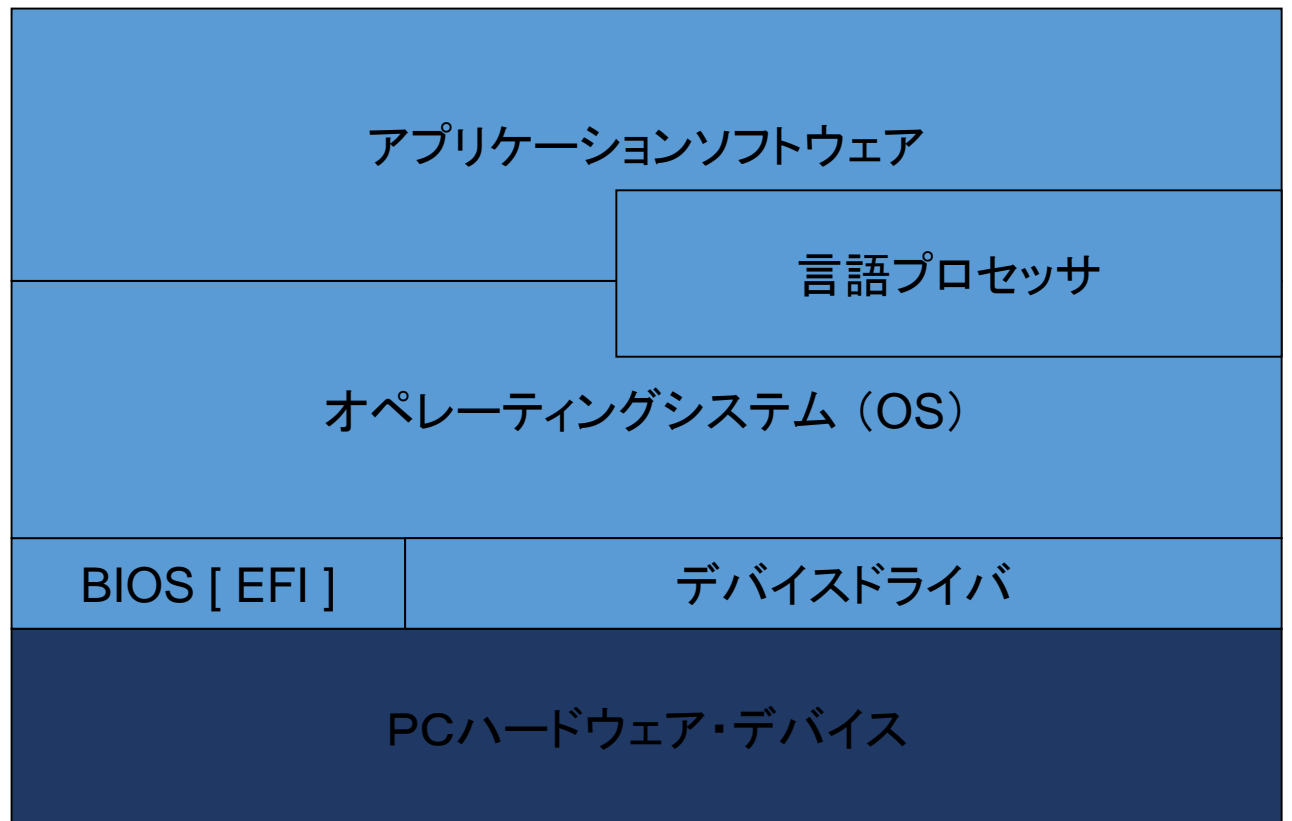 アプリケーションソフトウェア
言語プロセッサ
オペレーティングシステム（OS）
BIOS [ EFI ]
デバイスドライバ
ＰＣハードウェア・デバイス